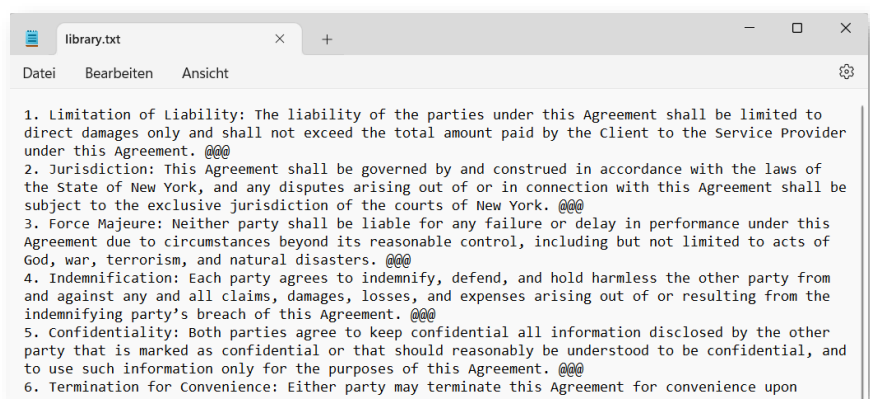 library.txt
Datei Bearbeiten Ansicht
1. Limitation of Liability: The liability of the parties under this Agreement shall be limited to
direct damages only and shall not exceed the total amount paid by the Client to the Service Provider
under this Agreement. @@@
2. Jurisdiction: This Agreement shall be governed by and construed in accordance with the laws of
the State of New York, and any disputes arising out of or in connection with this Agreement shall be
subject to the exclusive jurisdiction of the courts of New York. @@@
3. Force Majeure: Neither party shall be liable for any failure or delay in performance under this
Agreement due to circumstances beyond its reasonable control, including but not limited to acts of
God, war, terrorism, and natural disasters. @@@
4. Indemnification: Each party agrees to indemnify, defend, and hold harmless the other party from
and against any and all claims, damages, losses, and expenses arising out of or resulting from the
indemnifying party’s breach of this Agreement. @@@
5. Confidentiality: Both parties agree to keep confidential all information disclosed by the other
party that is marked as confidential or that should reasonably be understood to be confidential, and
to use such information only for the purposes of this Agreement. @@@
6. Termination for Convenience: Either party may terminate this Agreement for convenience upon